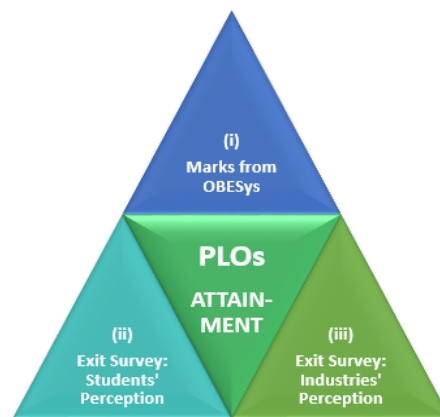 (i)
Marks from
OBESys
PLOs
ATTAIN-
MENT
(ii)
Exit Survey:
Students'
Perception
(iii)
Exit Survey:
Industries'
Perception